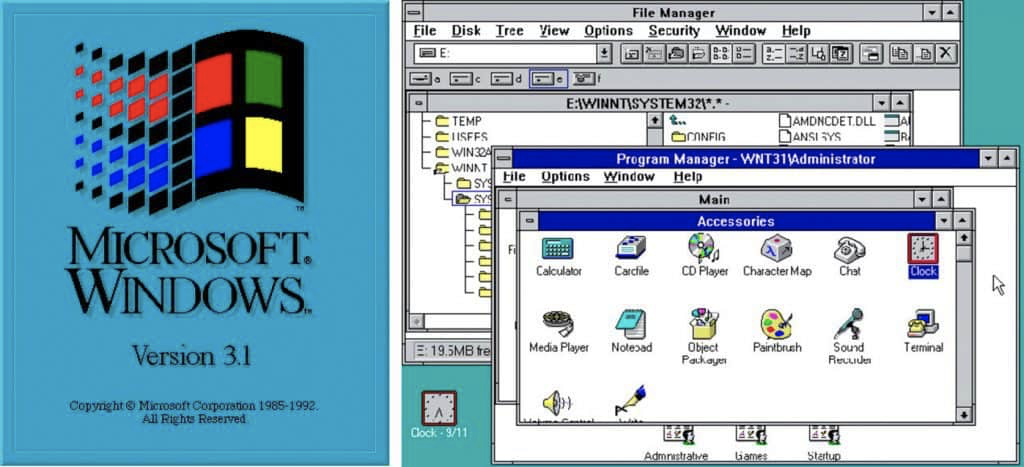 MICROSOFT®
WINDOWS™
Version 3.1
Copyright © Microsoft Corporation 1985-1992.
All Rights Reserved.
File Manager
File Disk Tree View Options Security Window Help
E:
a c d e f
E:\WINNT\SYSTEM32\*.* -
TEMP
USERS
WIN32A
WINNT
SYS
SYS
AMDNCDET.DLL
CONFIG
ANSI.SYS
E: 19.5MB fre
Program Manager - WNT31\Administrator
File Options Window Help
Main
Accessories
Calculator Cardfile CD Player Character Map Chat Clock
Media Player Notepad Object Packager Paintbrush Sound Recorder Terminal
Volume Control Write
Administrative Games Startup
Clock - 9/11